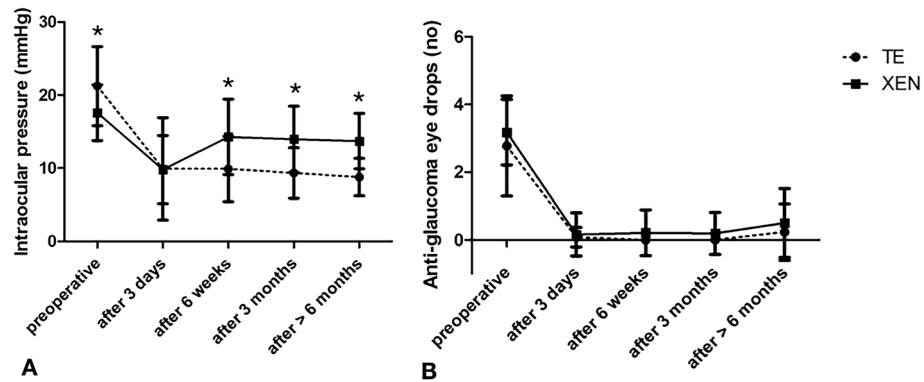 Intraocular pressure (mmHg)
30
20
10
0
*
*
*
*
preoperative
after 3 days
after 6 weeks
after 3 months
after > 6 months
A
Anti-glaucoma eye drops (no)
6
4
2
0
preoperative
after 3 days
after 6 weeks
after 3 months
after > 6 months
B
TE
XEN